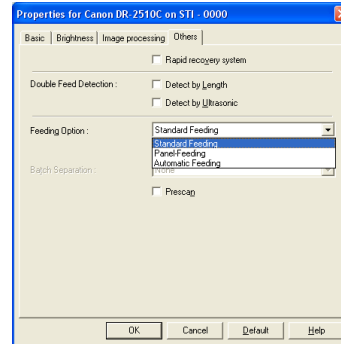 Properties for Canon DR-2510C on STI - 0000
Basic Brightness Image processing Others
Rapid recovery system
Double Feed Detection : Detect by Length
Detect by Ultrasonic
Feeding Option : Standard Feeding
Standard Feeding
Panel-Feeding
Automatic Feeding
Batch Separation : None
Prescan
OK Cancel Default Help